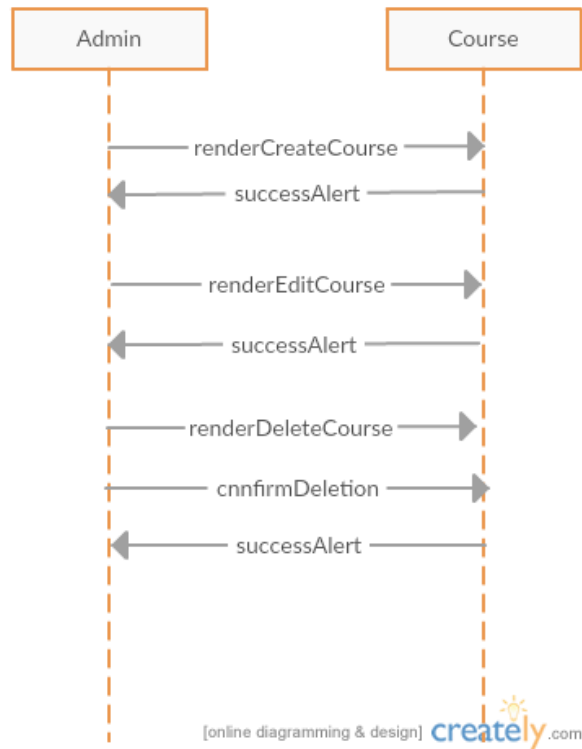 Admin
Course
renderCreateCourse
successAlert
renderEditCourse
successAlert
renderDeleteCourse
cnnfirmDeletion
successAlert
[online diagramming & design] creately.com